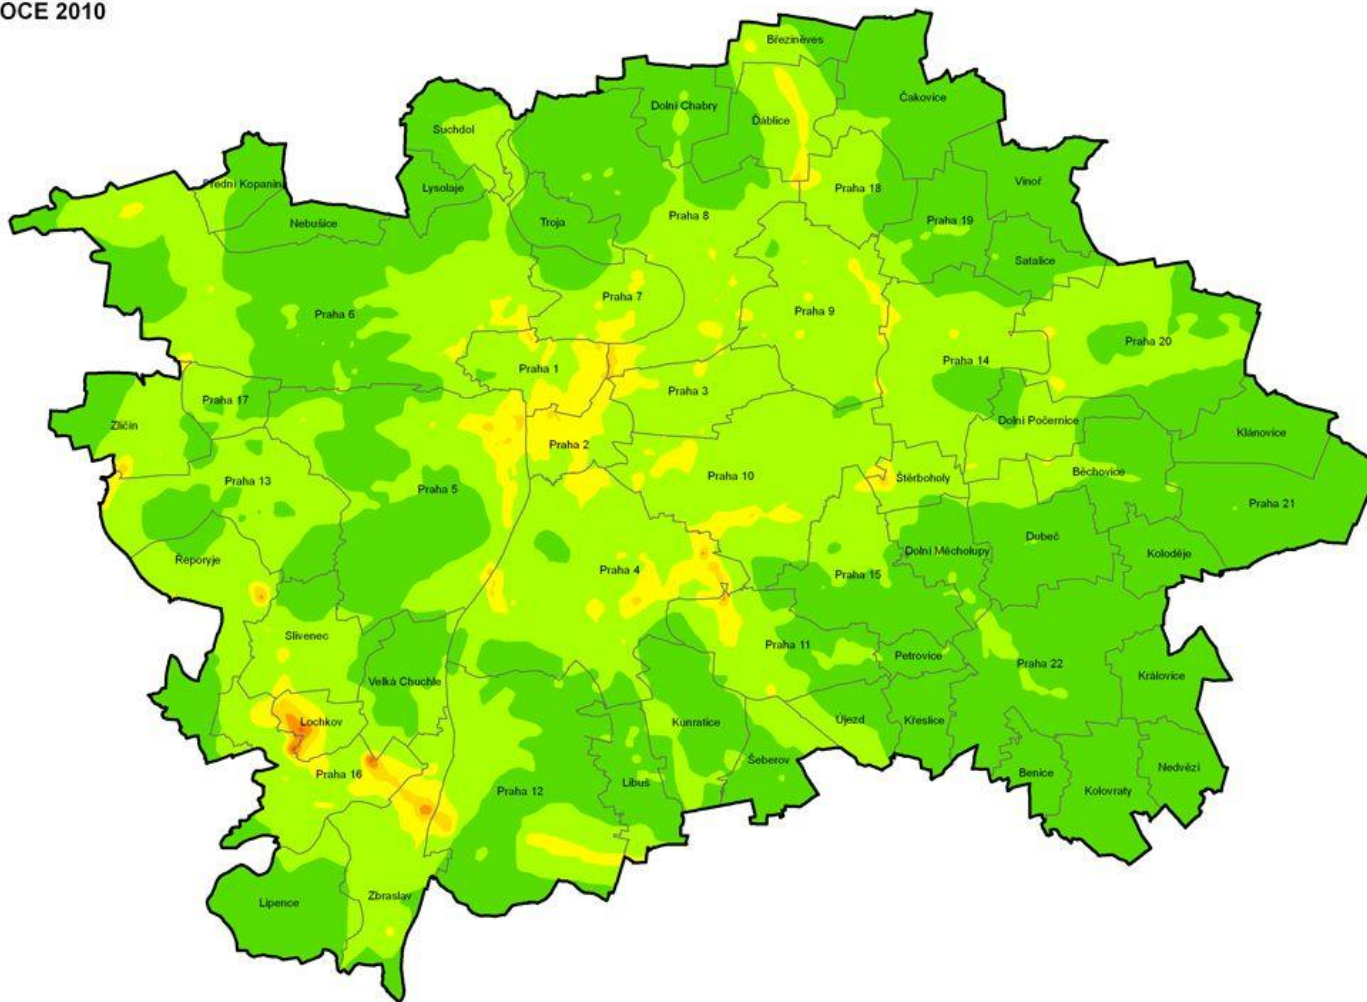 OCE 2010
Březiněves
Čakovice
Dolní Chabry
Ďáblice
Suchdol
Přední Kopanina
Lysolaje
Praha 18
Vinoř
Nebušice
Troja
Praha 8
Praha 19
Satalice
Praha 7
Praha 6
Praha 9
Praha 20
Praha 14
Praha 1
Praha 3
Praha 17
Zličín
Dolní Počernice
Klánovice
Praha 2
Praha 13
Praha 5
Praha 10
Štěrboholy
Běchovice
Praha 21
Dubeč
Řeporyje
Praha 4
Dolní Měcholupy
Koloděje
Praha 15
Slivenec
Praha 11
Petrovice
Praha 22
Velká Chuchle
Královice
Lochkov
Kunratice
Újezd
Křeslice
Praha 16
Šeberov
Benice
Nedvězí
Libuš
Praha 12
Kolovraty
Lipence
Zbraslav